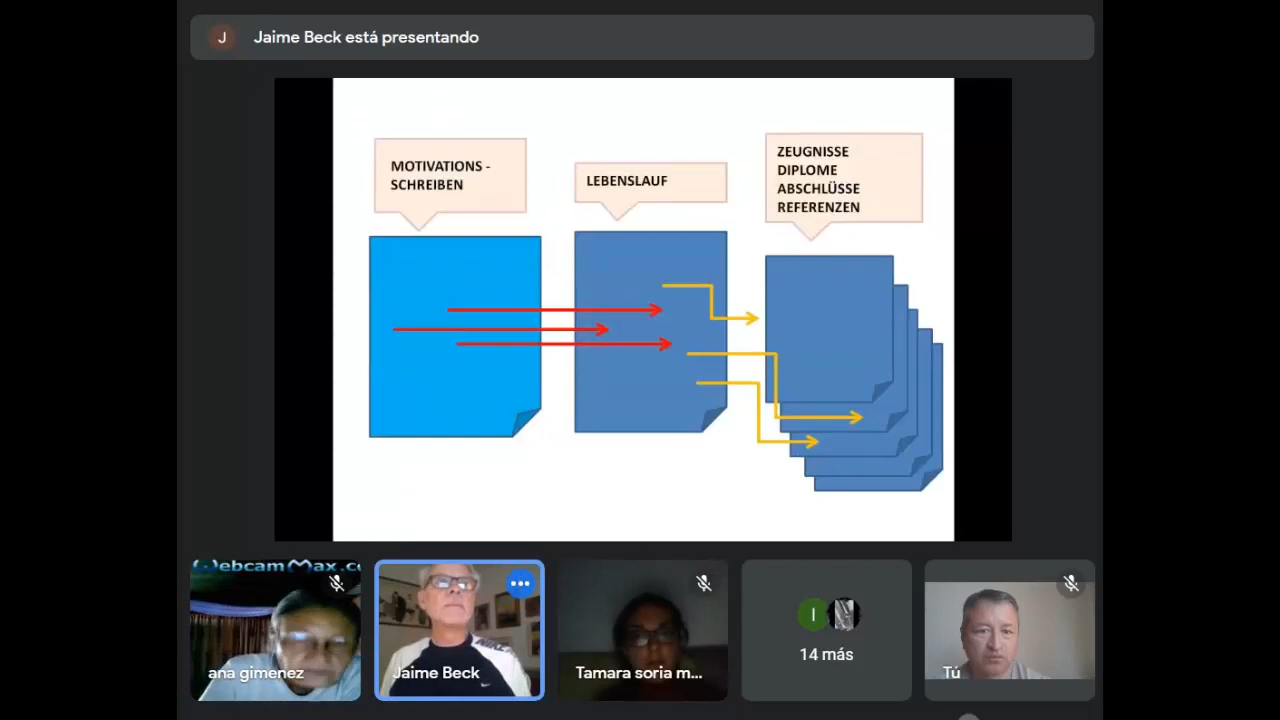 J
Jaime Beck está presentando
MOTIVATIONS -
SCHREIBEN
LEBENSLAUF
ZEUGNISSE
DIPLOME
ABSCHLÜSSE
REFERENZEN
WebcamMax.c
ana gimenez
NIKE
Jaime Beck
Tamara soria m...
I
14 más
Tú